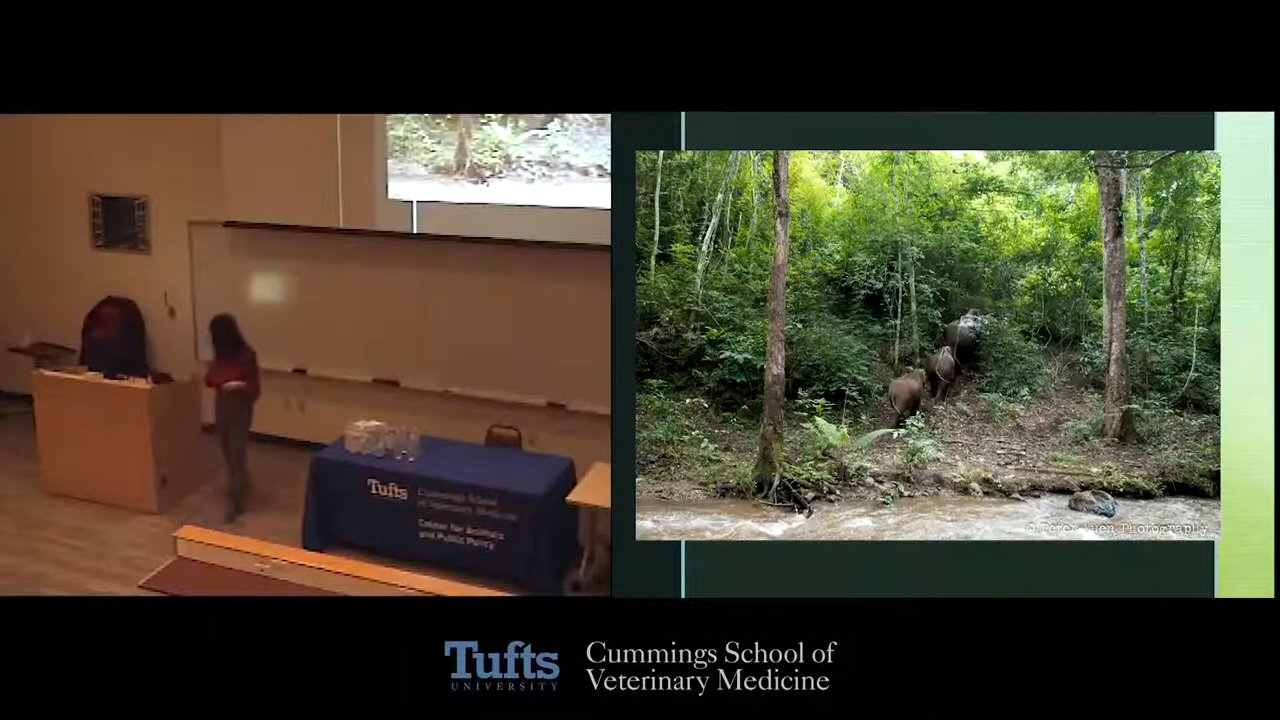 Tufts
Cummings School
of Veterinary Medicine
Center for Animals
and Public Policy
© Peter Yuen Photography
Tufts
UNIVERSITY
Cummings School of
Veterinary Medicine